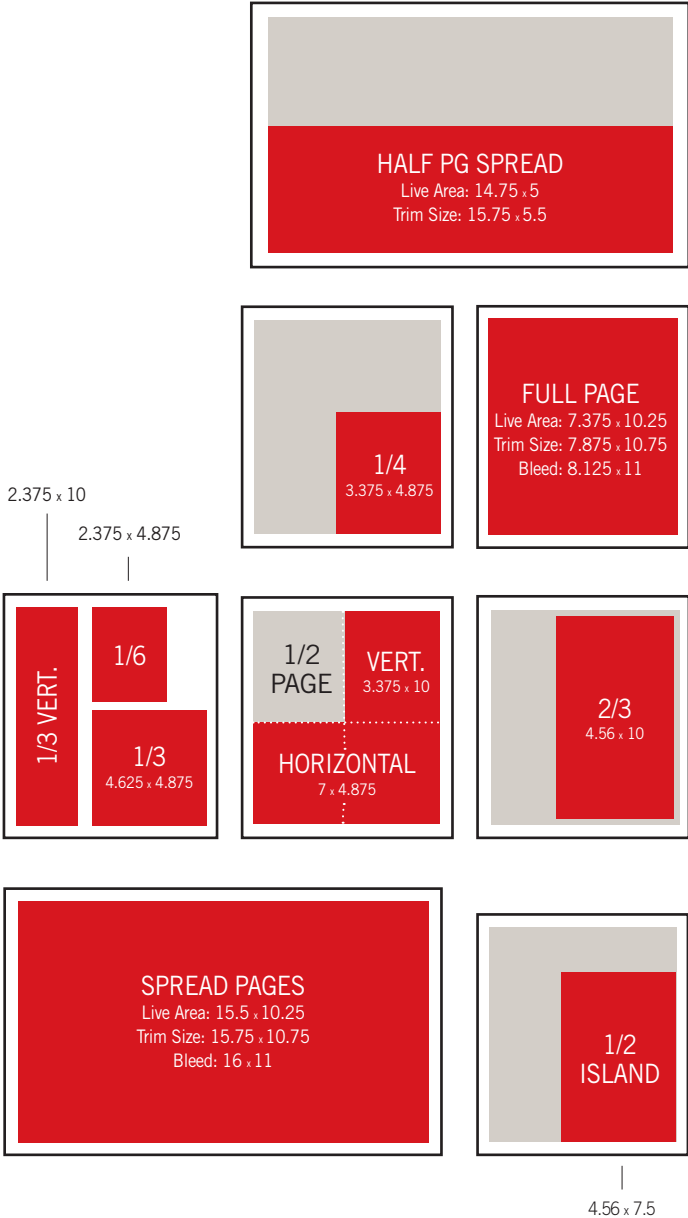 HALF PG SPREAD
Live Area: 14.75 x 5
Trim Size: 15.75 x 5.5
1/4
3.375 x 4.875
FULL PAGE
Live Area: 7.375 x 10.25
Trim Size: 7.875 x 10.75
Bleed: 8.125 x 11
2.375 x 10
2.375 x 4.875
1/3 VERT.
1/6
1/3
4.625 x 4.875
1/2
PAGE
VERT.
3.375 x 10
HORIZONTAL
7 x 4.875
2/3
4.56 x 10
SPREAD PAGES
Live Area: 15.5 x 10.25
Trim Size: 15.75 x 10.75
Bleed: 16 x 11
1/2
ISLAND
4.56 x 7.5